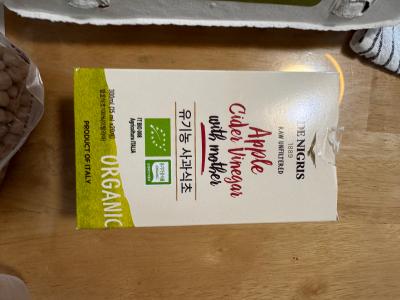 DE NIGRIS
1889
RAW UNFILTERED
Apple
Cider Vinegar
with mother
유기농 사과식초
IT BIO 009
Agricoltura ITALIA
ORGANIC
PRODUCT OF ITALY